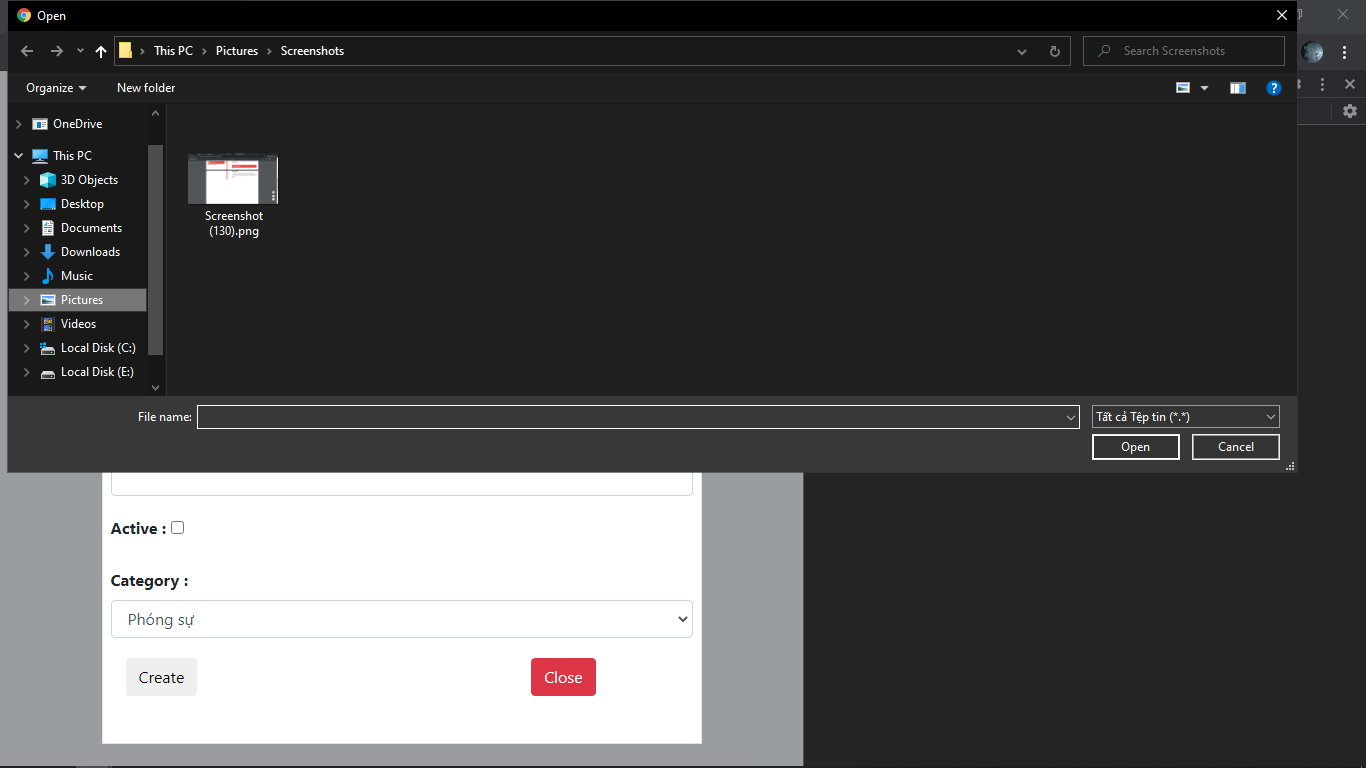 Open
This PC > Pictures > Screenshots
Search Screenshots
Organize
New folder
?
OneDrive
This PC
3D Objects
Desktop
Documents
Downloads
Music
Pictures
Videos
Local Disk (C:)
Local Disk (E:)
Screenshot
(130).png
File name:
Tất cả Tệp tin (*.*)
Open
Cancel
Active :
Category :
Phóng sự
Create
Close